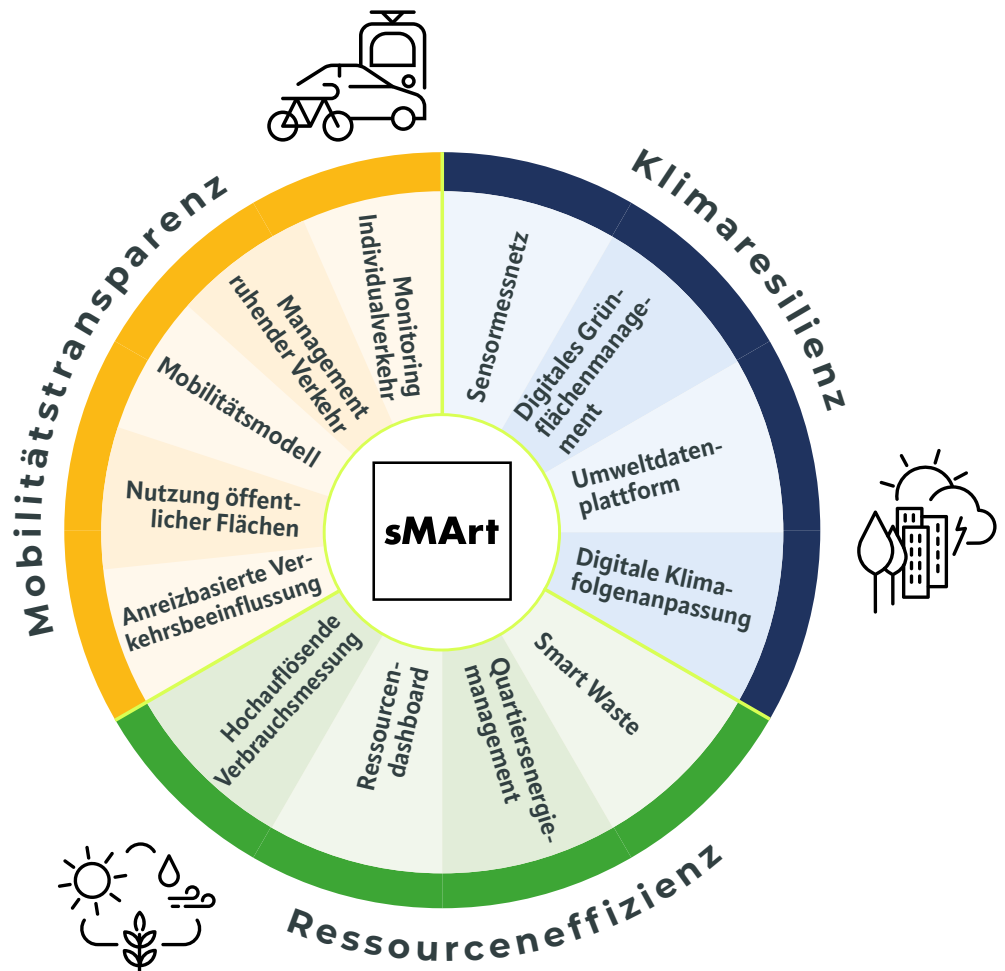 Klimaresilienz
Sensormessnetz
Digitales Grün-
flächenmanage-
ment
Umweltdaten-
plattform
Digitale Klima-
folgenanpassung
Ressourceneffizienz
Smart Waste
Quartiersenergie-
management
Ressourcen-
dashboard
Hochauflösende
Verbrauchsmessung
Mobilitätstransparenz
Anreizbasierte Ver-
kehrsbeeinflussung
Nutzung öffent-
licher Flächen
Mobilitätsmodell
Management
ruhender Verkehr
Monitoring
Individualverkehr
sMArt